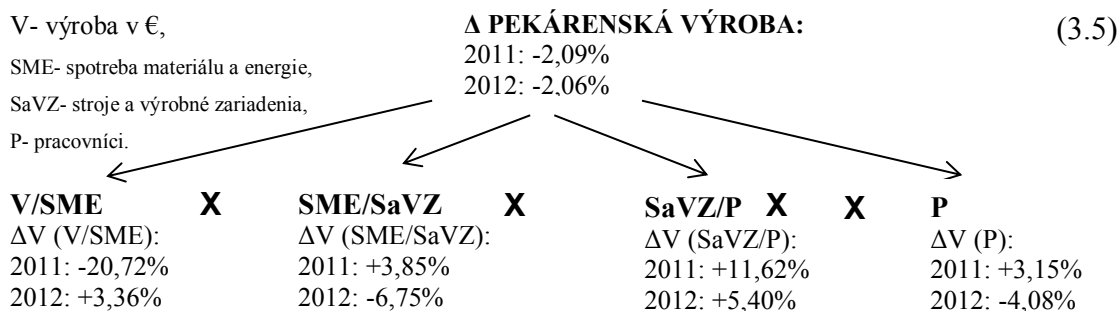 V- výroba v €,
SME- spotreba materiálu a energie,
SaVZ- stroje a výrobné zariadenia,
P- pracovníci.
Δ PEKÁRENSKÁ VÝROBA:
2011: -2,09%
2012: -2,06%
(3.5)
V/SME X SME/SaVZ X SaVZ/P X X P
ΔV (V/SME):
2011: -20,72%
2012: +3,36%
ΔV (SME/SaVZ):
2011: +3,85%
2012: -6,75%
ΔV (SaVZ/P):
2011: +11,62%
2012: +5,40%
ΔV (P):
2011: +3,15%
2012: -4,08%